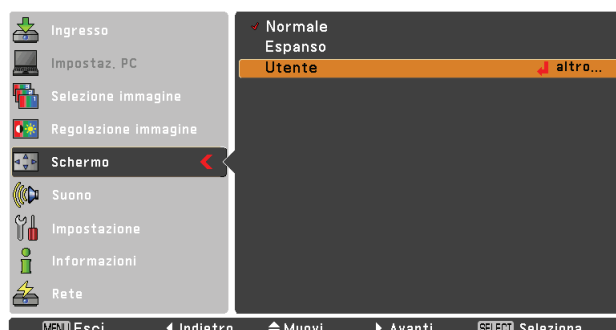 Ingresso
Impostaz. PC
Selezione immagine
Regolazione immagine
Schermo
Suono
Impostazione
Informazioni
Rete
Normale
Espanso
Utente altro...
MENU Esci Indietro Muovi Avanti SELECT Seleziona